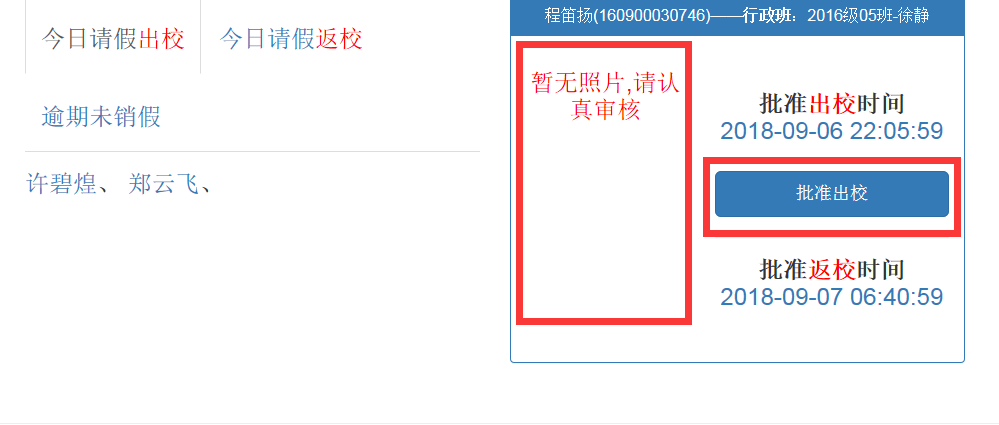 今日请假出校
今日请假返校
逾期未销假
许碧煌、 郑云飞、
程笛扬(160900030746)——行政班：2016级05班-徐静
暂无照片,请认
真审核
批准出校时间
2018-09-06 22:05:59
批准出校
批准返校时间
2018-09-07 06:40:59